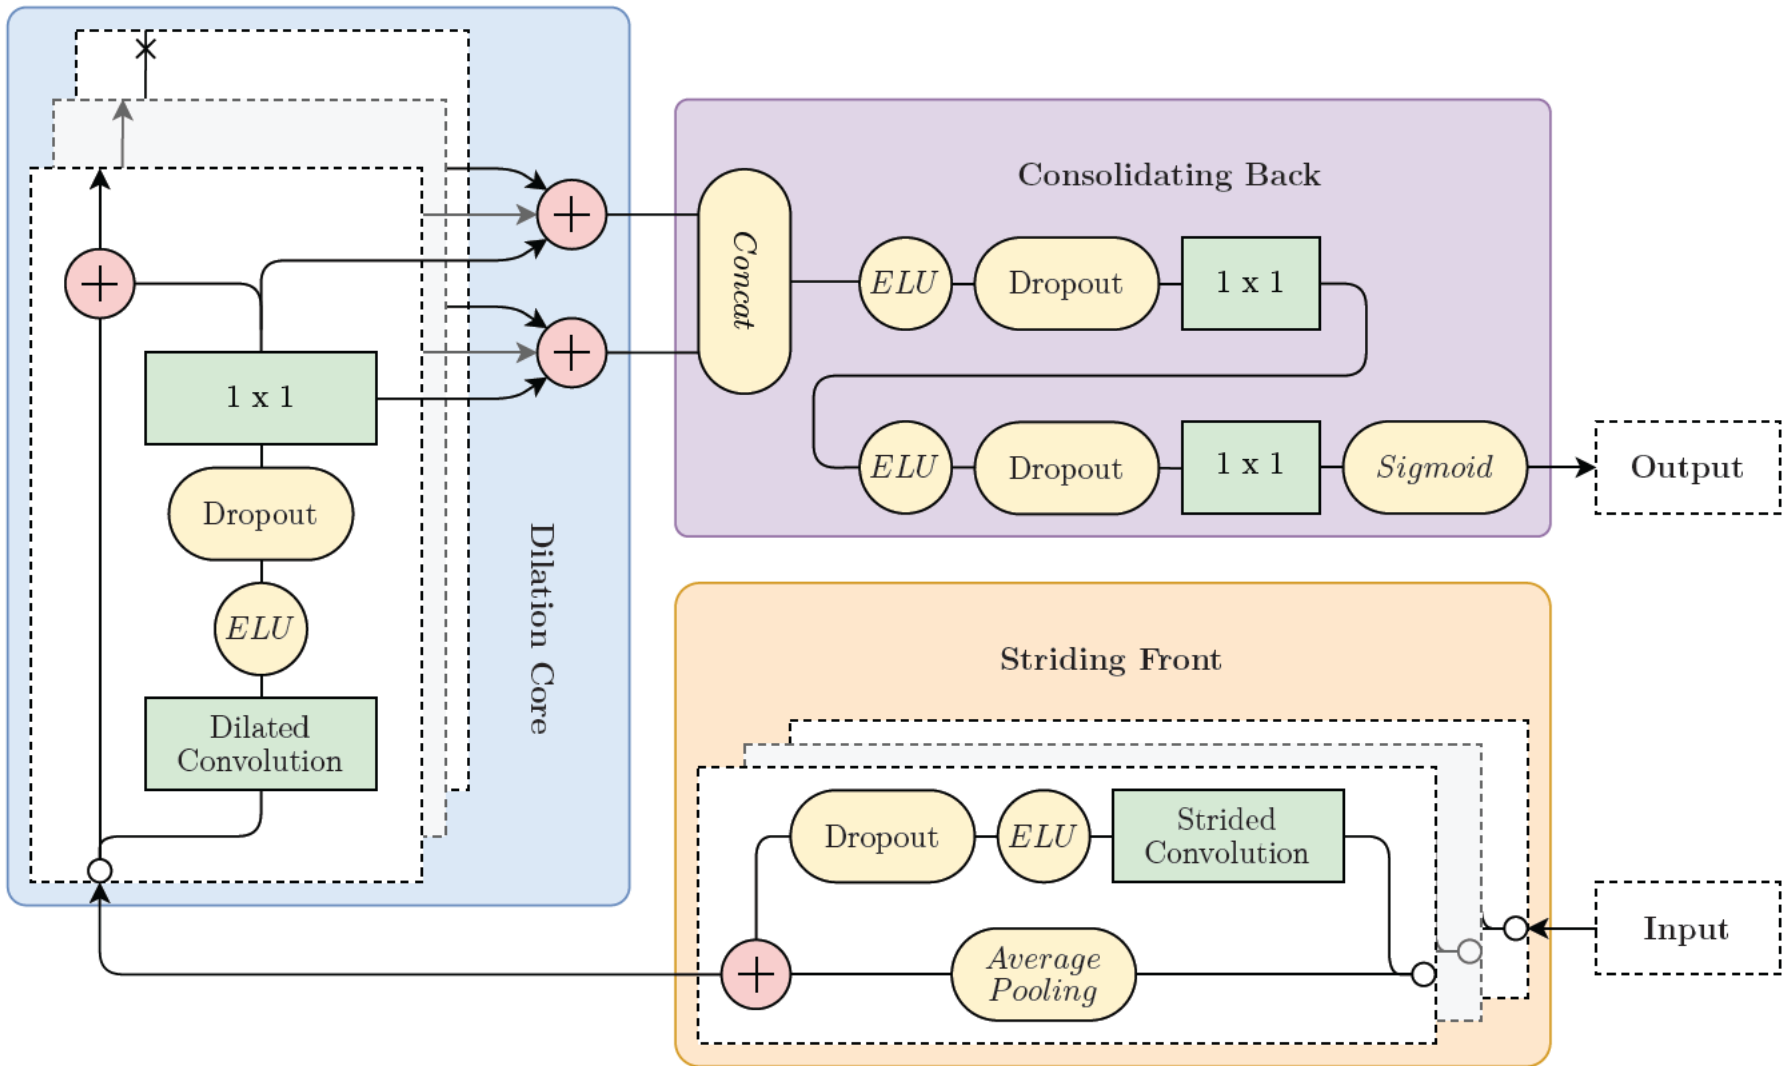 Consolidating Back
Concat
ELU
Dropout
1 x 1
ELU
Dropout
1 x 1
Sigmoid
Output
+
+
+
1 x 1
Dropout
ELU
Dilated
Convolution
Dilation Core
Striding Front
Dropout
ELU
Strided
Convolution
+
Average
Pooling
Input